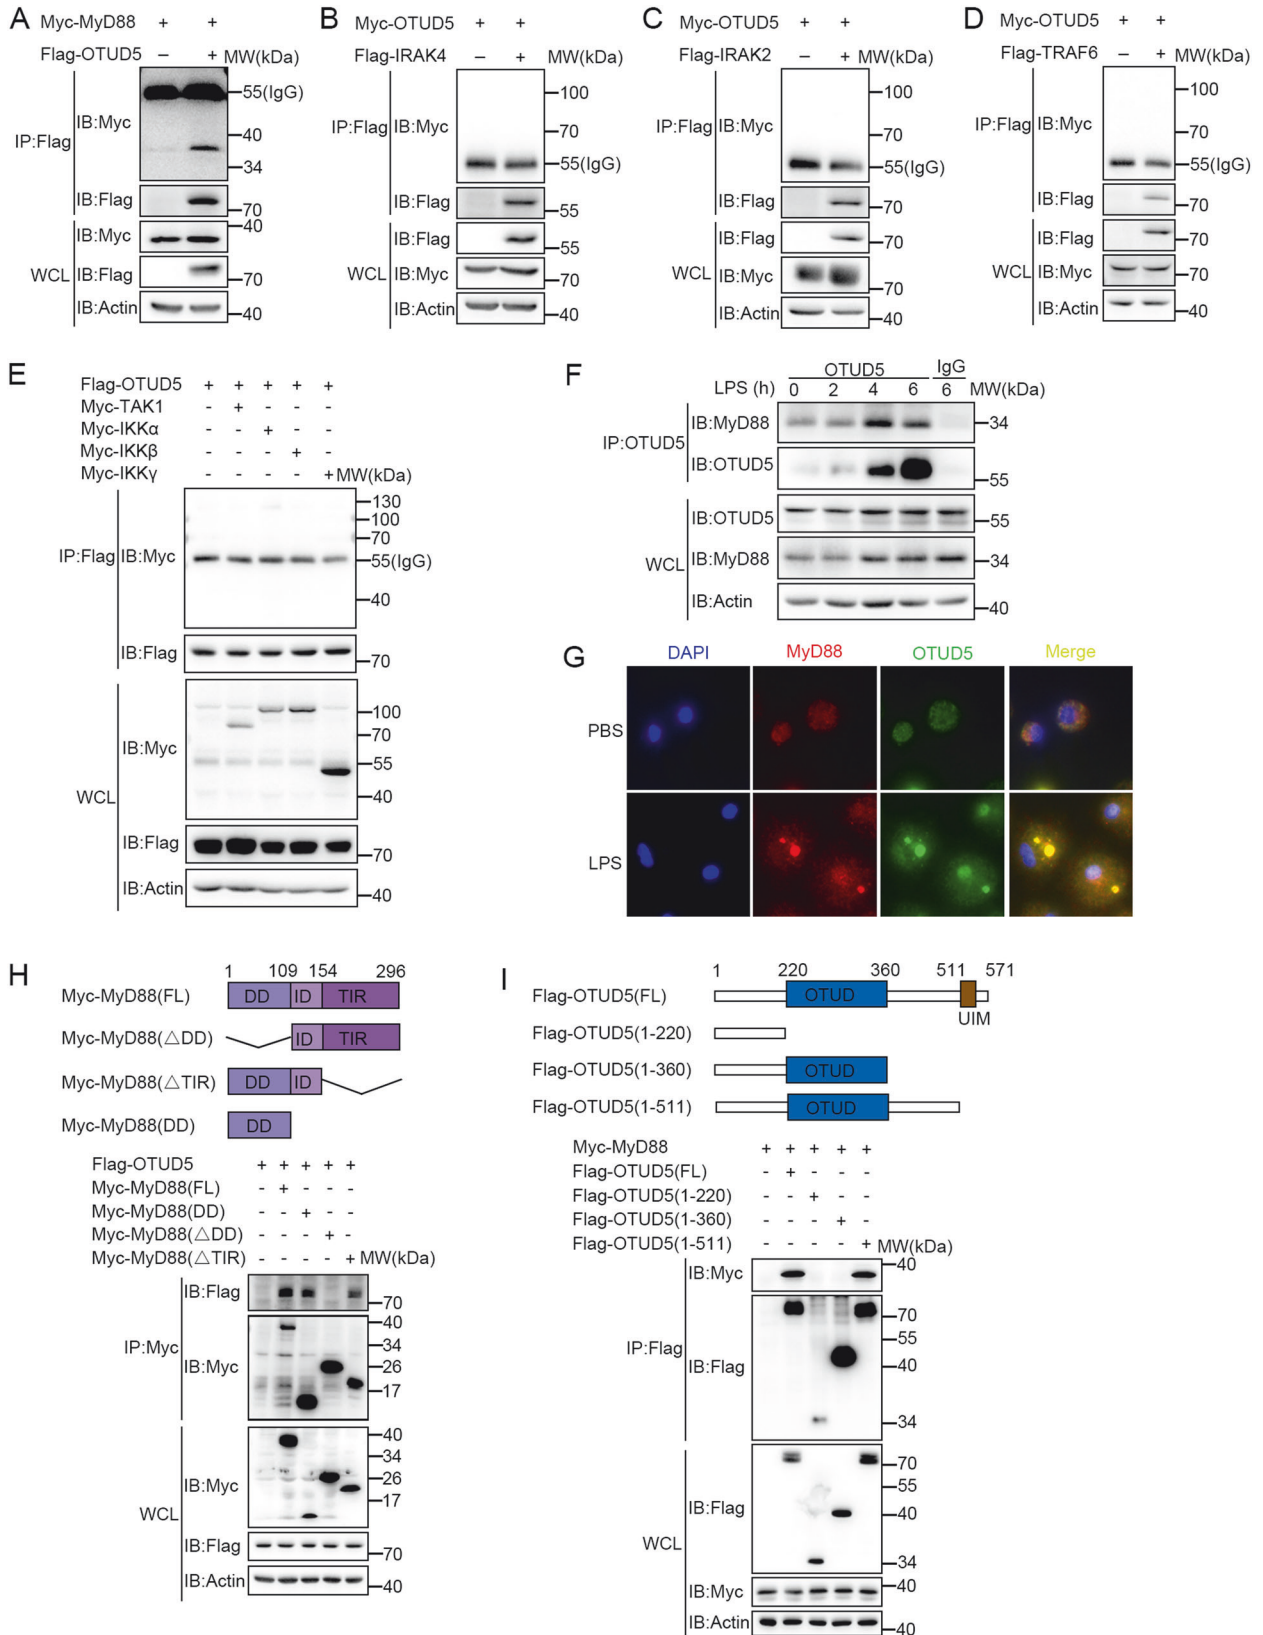 A
Myc-MyD88 + +
Flag-OTUD5 – + MW(kDa)
IP:Flag
IB:Myc
55(IgG)
40
34
IB:Flag
70
WCL
IB:Myc
40
IB:Flag
70
IB:Actin
40
B
Myc-OTUD5 + +
Flag-IRAK4 – + MW(kDa)
IP:Flag
IB:Myc
100
70
55(IgG)
IB:Flag
55
WCL
IB:Flag
55
IB:Myc
70
IB:Actin
40
C
Myc-OTUD5 + +
Flag-IRAK2 – + MW(kDa)
IP:Flag
IB:Myc
100
70
55(IgG)
IB:Flag
70
WCL
IB:Flag
70
IB:Myc
70
IB:Actin
40
D
Myc-OTUD5 + +
Flag-TRAF6 – + MW(kDa)
IP:Flag
IB:Myc
100
70
55(IgG)
IB:Flag
70
WCL
IB:Flag
70
IB:Myc
70
IB:Actin
40
E
Flag-OTUD5 + + + + +
Myc-TAK1 - + - - -
Myc-IKKα - - + - -
Myc-IKKβ - - - + -
Myc-IKKγ - - - - + MW(kDa)
IP:Flag
IB:Myc
130
100
70
55(IgG)
40
IB:Flag
70
WCL
IB:Myc
100
70
55
40
IB:Flag
70
IB:Actin
40
F
OTUD5 IgG
LPS (h) 0 2 4 6 6 MW(kDa)
IP:OTUD5
IB:MyD88
34
IB:OTUD5
55
WCL
IB:OTUD5
55
IB:MyD88
34
IB:Actin
40
G
DAPI MyD88 OTUD5 Merge
PBS
LPS
H
1 109 154 296
Myc-MyD88(FL) DD ID TIR
Myc-MyD88(△DD) ID TIR
Myc-MyD88(△TIR) DD ID
Myc-MyD88(DD) DD
Flag-OTUD5 + + + + +
Myc-MyD88(FL) - + - - -
Myc-MyD88(DD) - - + - -
Myc-MyD88(△DD) - - - + -
Myc-MyD88(△TIR) - - - - + MW(kDa)
IP:Myc
IB:Flag
70
IB:Myc
40
34
26
17
WCL
IB:Myc
40
34
26
17
IB:Flag
70
IB:Actin
40
I
1 220 360 511 571
Flag-OTUD5(FL) OTUD
UIM
Flag-OTUD5(1-220)
Flag-OTUD5(1-360) OTUD
Flag-OTUD5(1-511) OTUD
Myc-MyD88 + + + + +
Flag-OTUD5(FL) - + - - -
Flag-OTUD5(1-220) - - + - -
Flag-OTUD5(1-360) - - - + -
Flag-OTUD5(1-511) - - - - + MW(kDa)
IP:Flag
IB:Myc
40
IB:Flag
70
55
40
34
WCL
IB:Flag
70
55
40
34
IB:Myc
40
IB:Actin
40